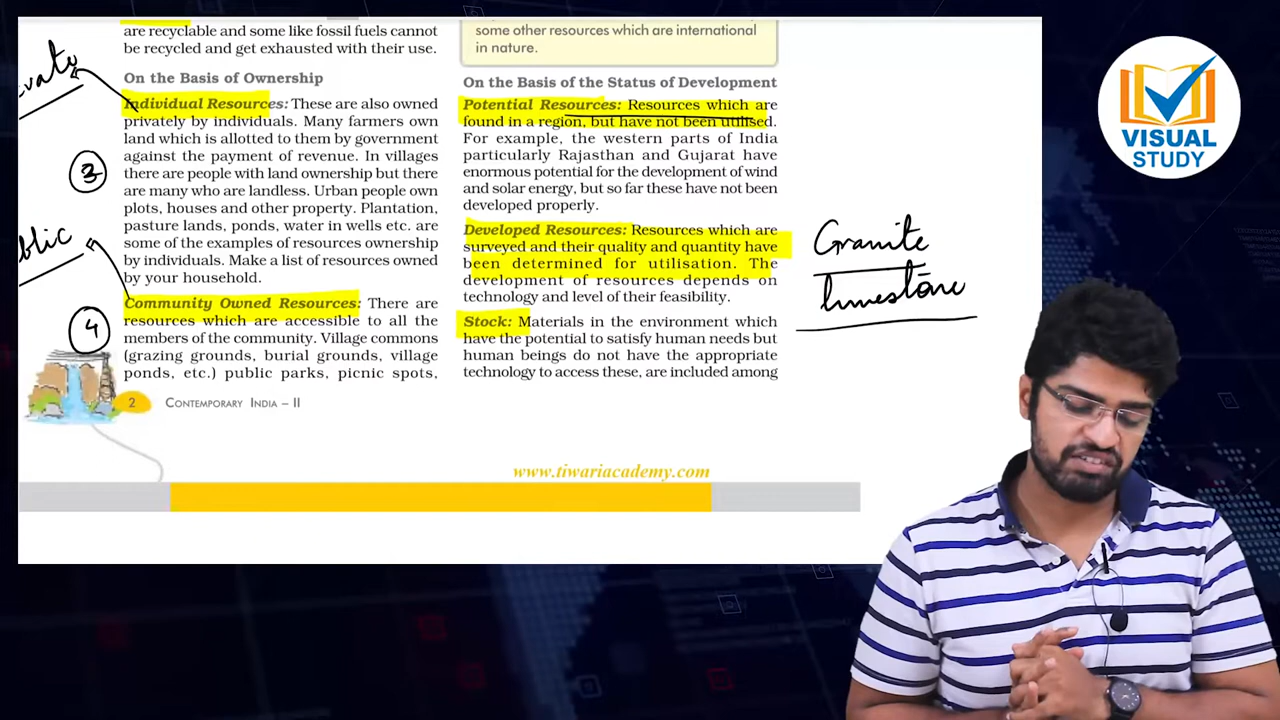 are recyclable and some like fossil fuels cannot
be recycled and get exhausted with their use.
On the Basis of Ownership
Individual Resources: These are also owned
privately by individuals. Many farmers own
land which is allotted to them by government
against the payment of revenue. In villages
there are people with land ownership but there
are many who are landless. Urban people own
plots, houses and other property. Plantation,
pasture lands, ponds, water in wells etc. are
some of the examples of resources ownership
by individuals. Make a list of resources owned
by your household.
Community Owned Resources: There are
resources which are accessible to all the
members of the community. Village commons
(grazing grounds, burial grounds, village
ponds, etc.) public parks, picnic spots,
3
4
2 CONTEMPORARY INDIA – II
some other resources which are international
in nature.
On the Basis of the Status of Development
Potential Resources: Resources which are
found in a region, but have not been utilised.
For example, the western parts of India
particularly Rajasthan and Gujarat have
enormous potential for the development of wind
and solar energy, but so far these have not been
developed properly.
Developed Resources: Resources which are
surveyed and their quality and quantity have
been determined for utilisation. The
development of resources depends on
technology and level of their feasibility.
Stock: Materials in the environment which
have the potential to satisfy human needs but
human beings do not have the appropriate
technology to access these, are included among
www.tiwariacademy.com
Granite
limestone
VISUAL
STUDY